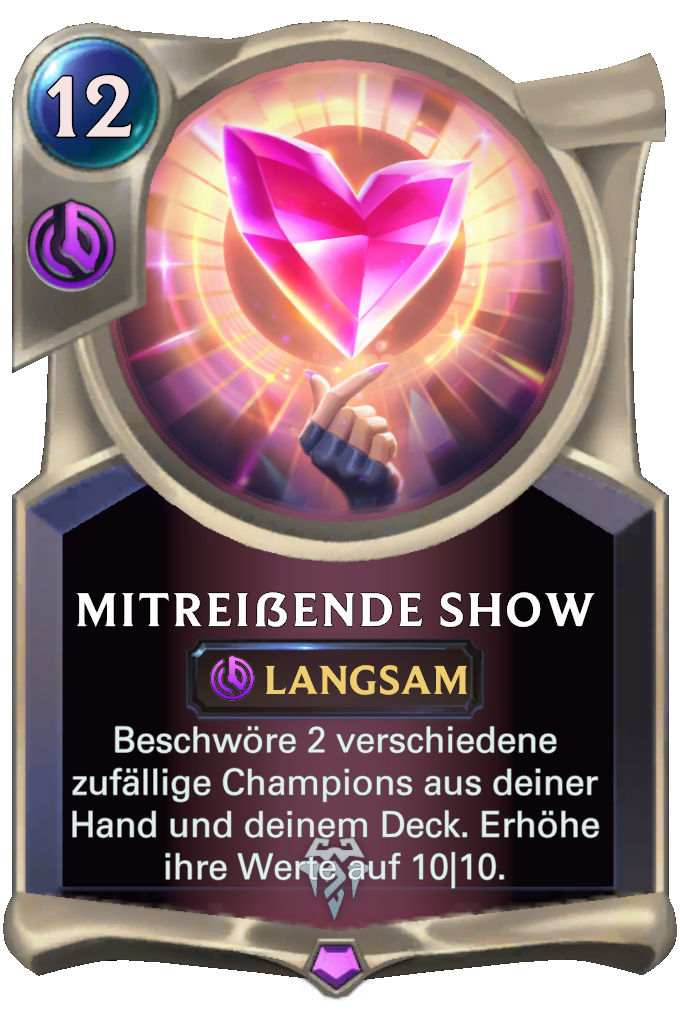 12
MITREIẞENDE SHOW
LANGSAM
Beschwöre 2 verschiedene
zufällige Champions aus deiner
Hand und deinem Deck. Erhöhe
ihre Werte auf 10|10.